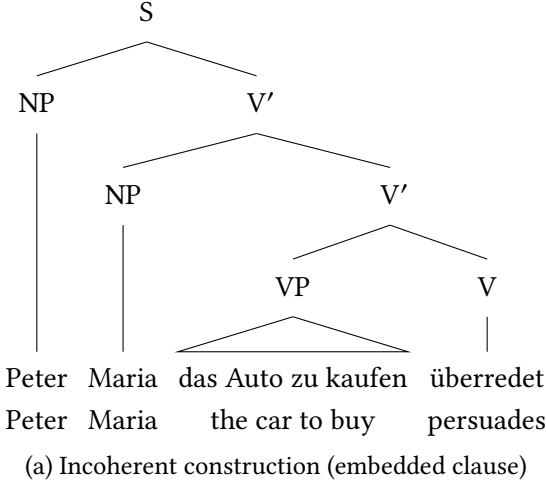 S
NP V′
NP V′
VP V
Peter Maria das Auto zu kaufen überredet
Peter Maria the car to buy persuades
(a) Incoherent construction (embedded clause)